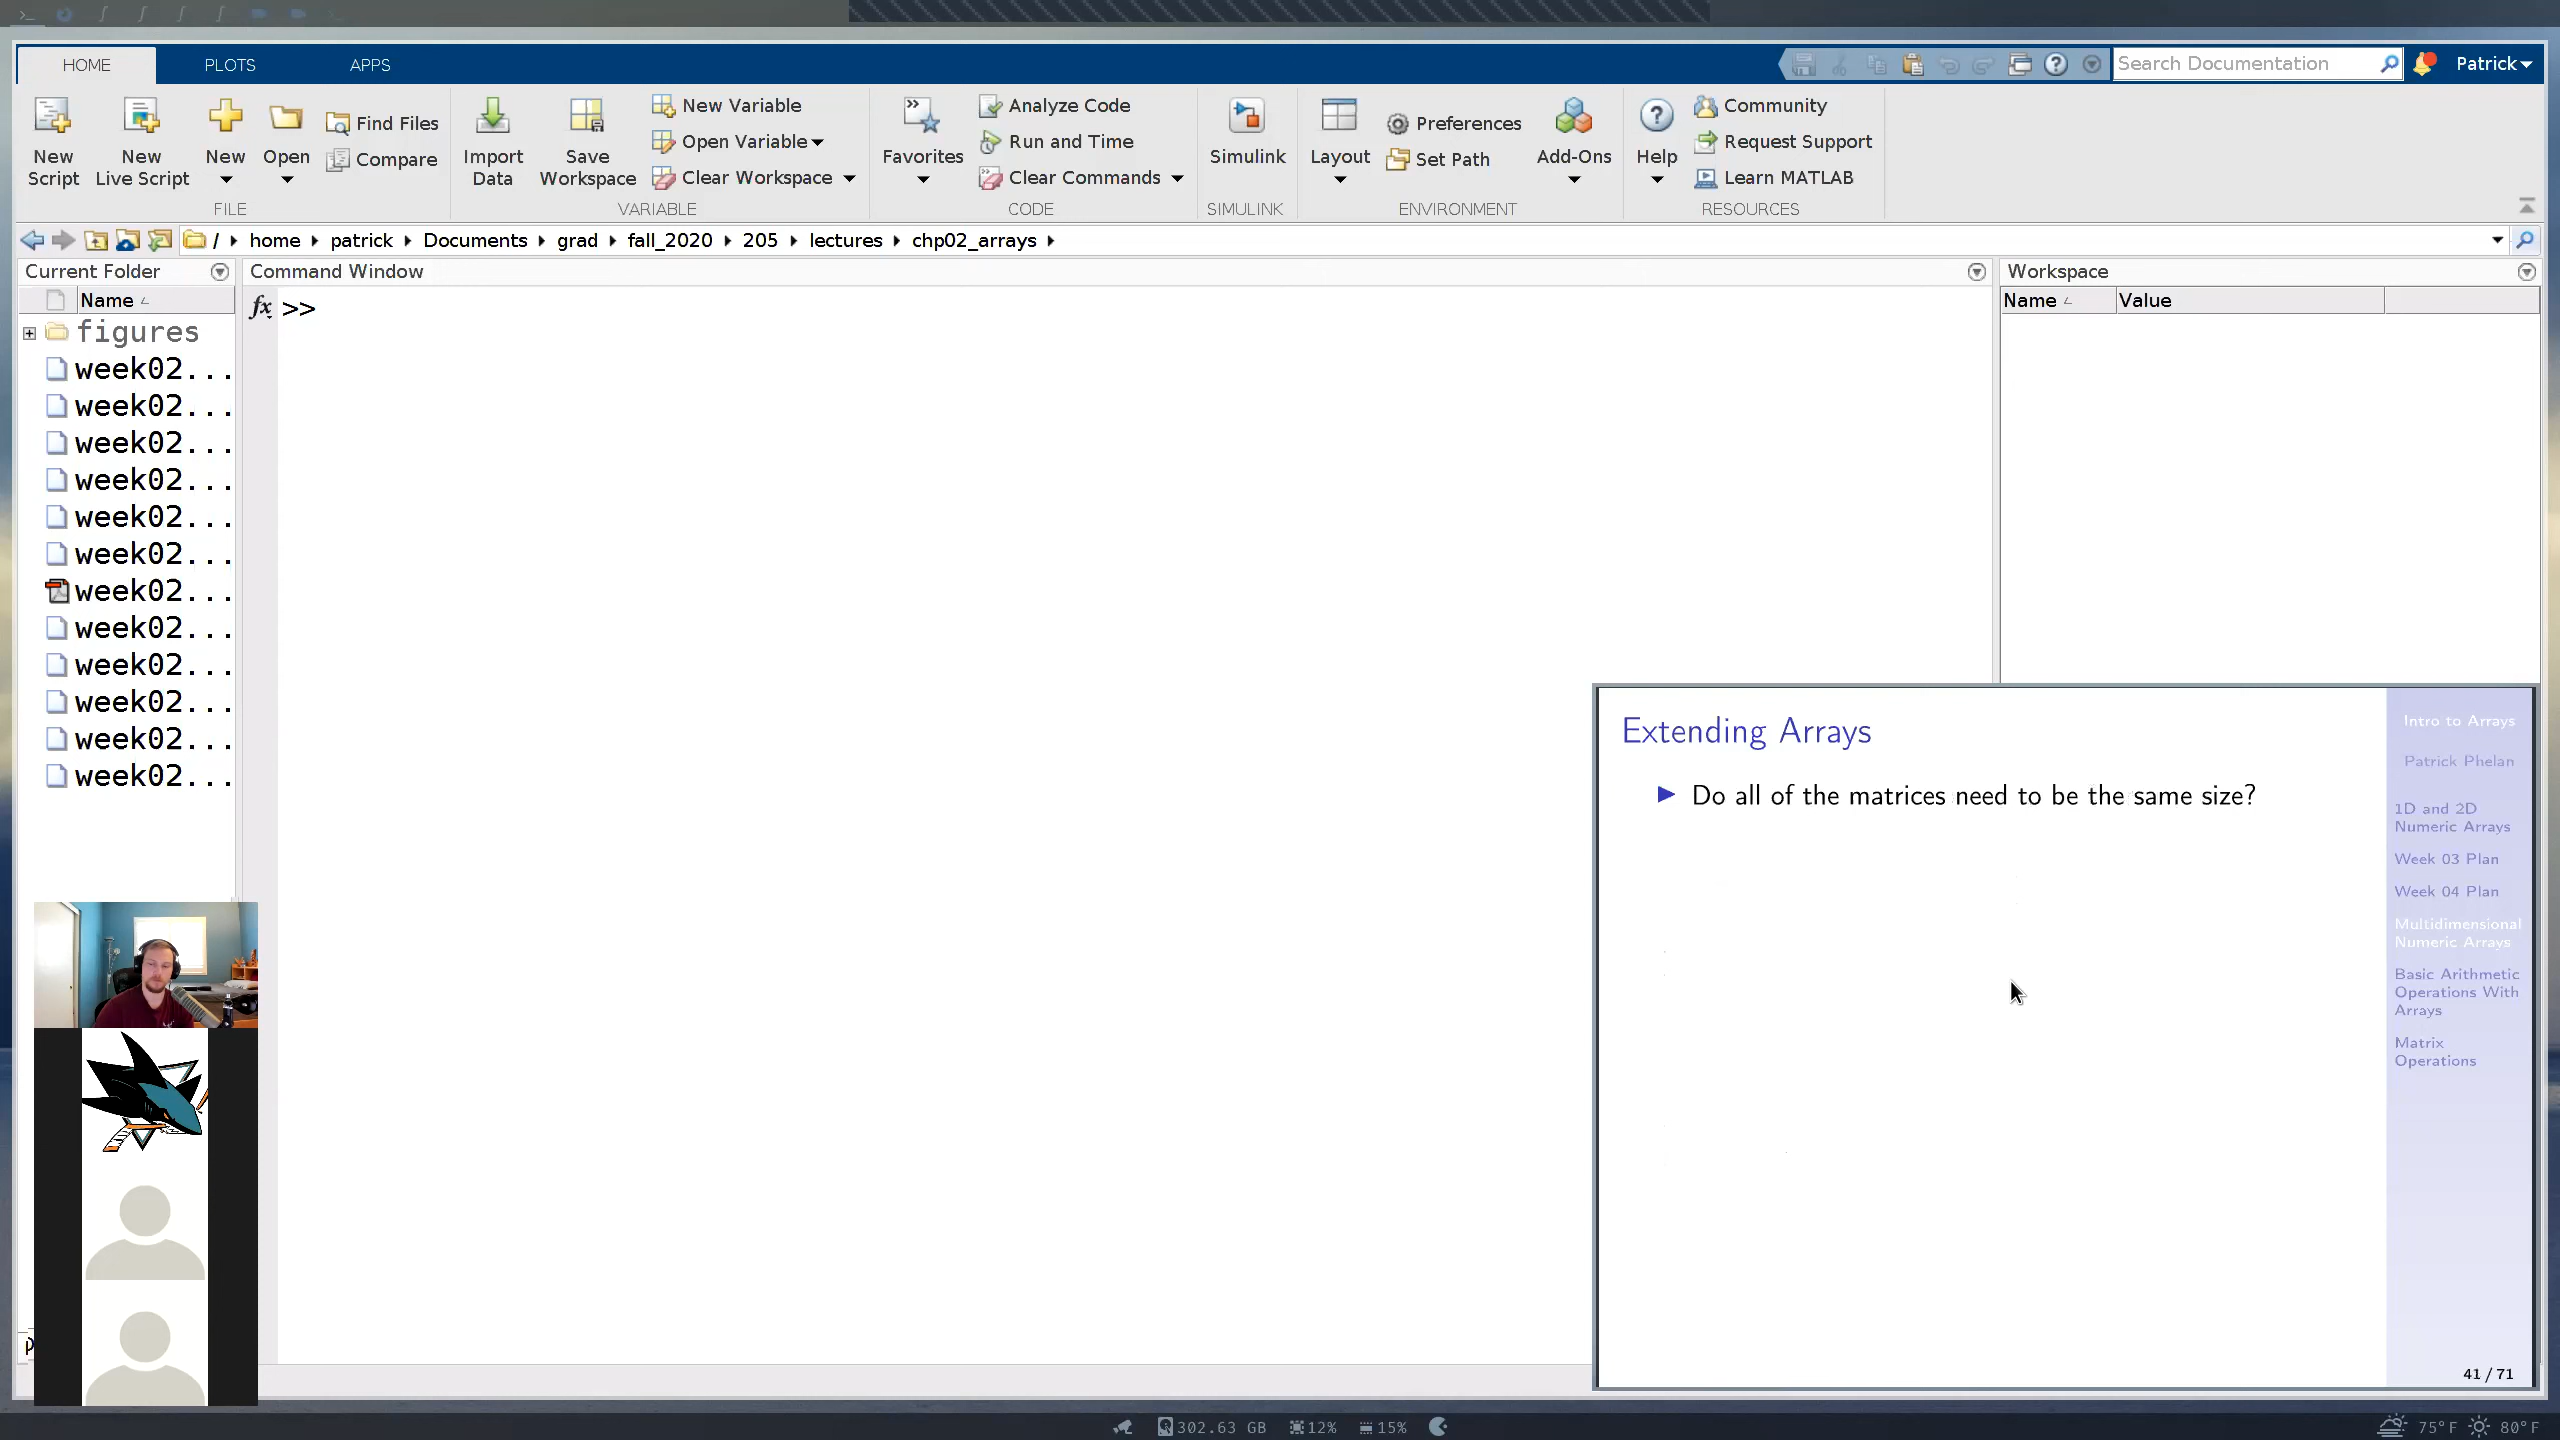 HOME PLOTS APPS
Search Documentation
Patrick
New Script
New Live Script
New
Open
Find Files
Compare
FILE
Import Data
Save Workspace
New Variable
Open Variable
Clear Workspace
VARIABLE
Favorites
Analyze Code
Run and Time
Clear Commands
CODE
Simulink
SIMULINK
Layout
Preferences
Set Path
Add-Ons
ENVIRONMENT
Help
Community
Request Support
Learn MATLAB
RESOURCES
/ home patrick Documents grad fall_2020 205 lectures chp02_arrays
Current Folder
Name
figures
week02...
week02...
week02...
week02...
week02...
week02...
week02...
week02...
week02...
week02...
week02...
week02...
Command Window
fx >>
Workspace
Name Value
Extending Arrays
Do all of the matrices need to be the same size?
Intro to Arrays
Patrick Phelan
1D and 2D
Numeric Arrays
Week 03 Plan
Week 04 Plan
Multidimensional
Numeric Arrays
Basic Arithmetic
Operations With
Arrays
Matrix
Operations
41 / 71
302.63 GB 12% 15%
75°F 80°F